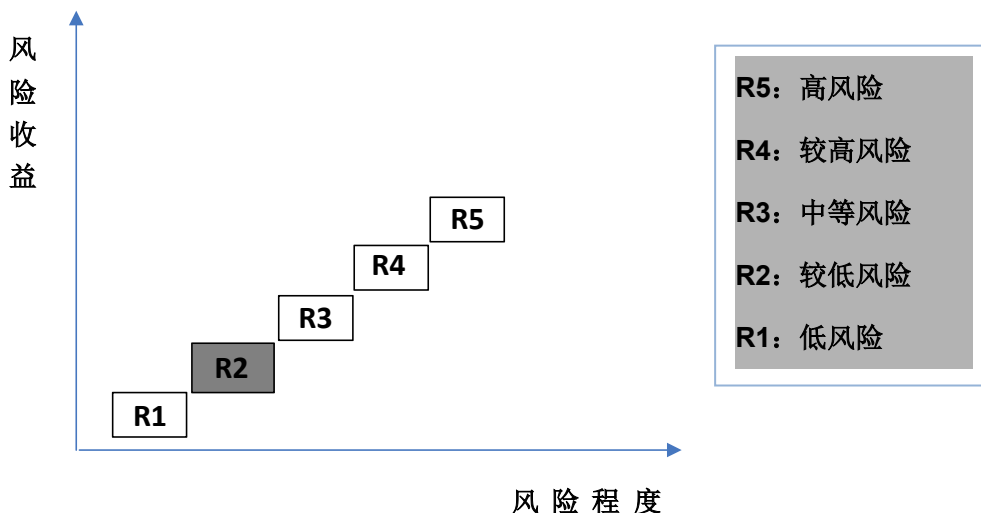 风险收益
R5：高风险
R4：较高风险
R3：中等风险
R2：较低风险
R1：低风险
R5
R4
R3
R2
R1
风 险 程 度